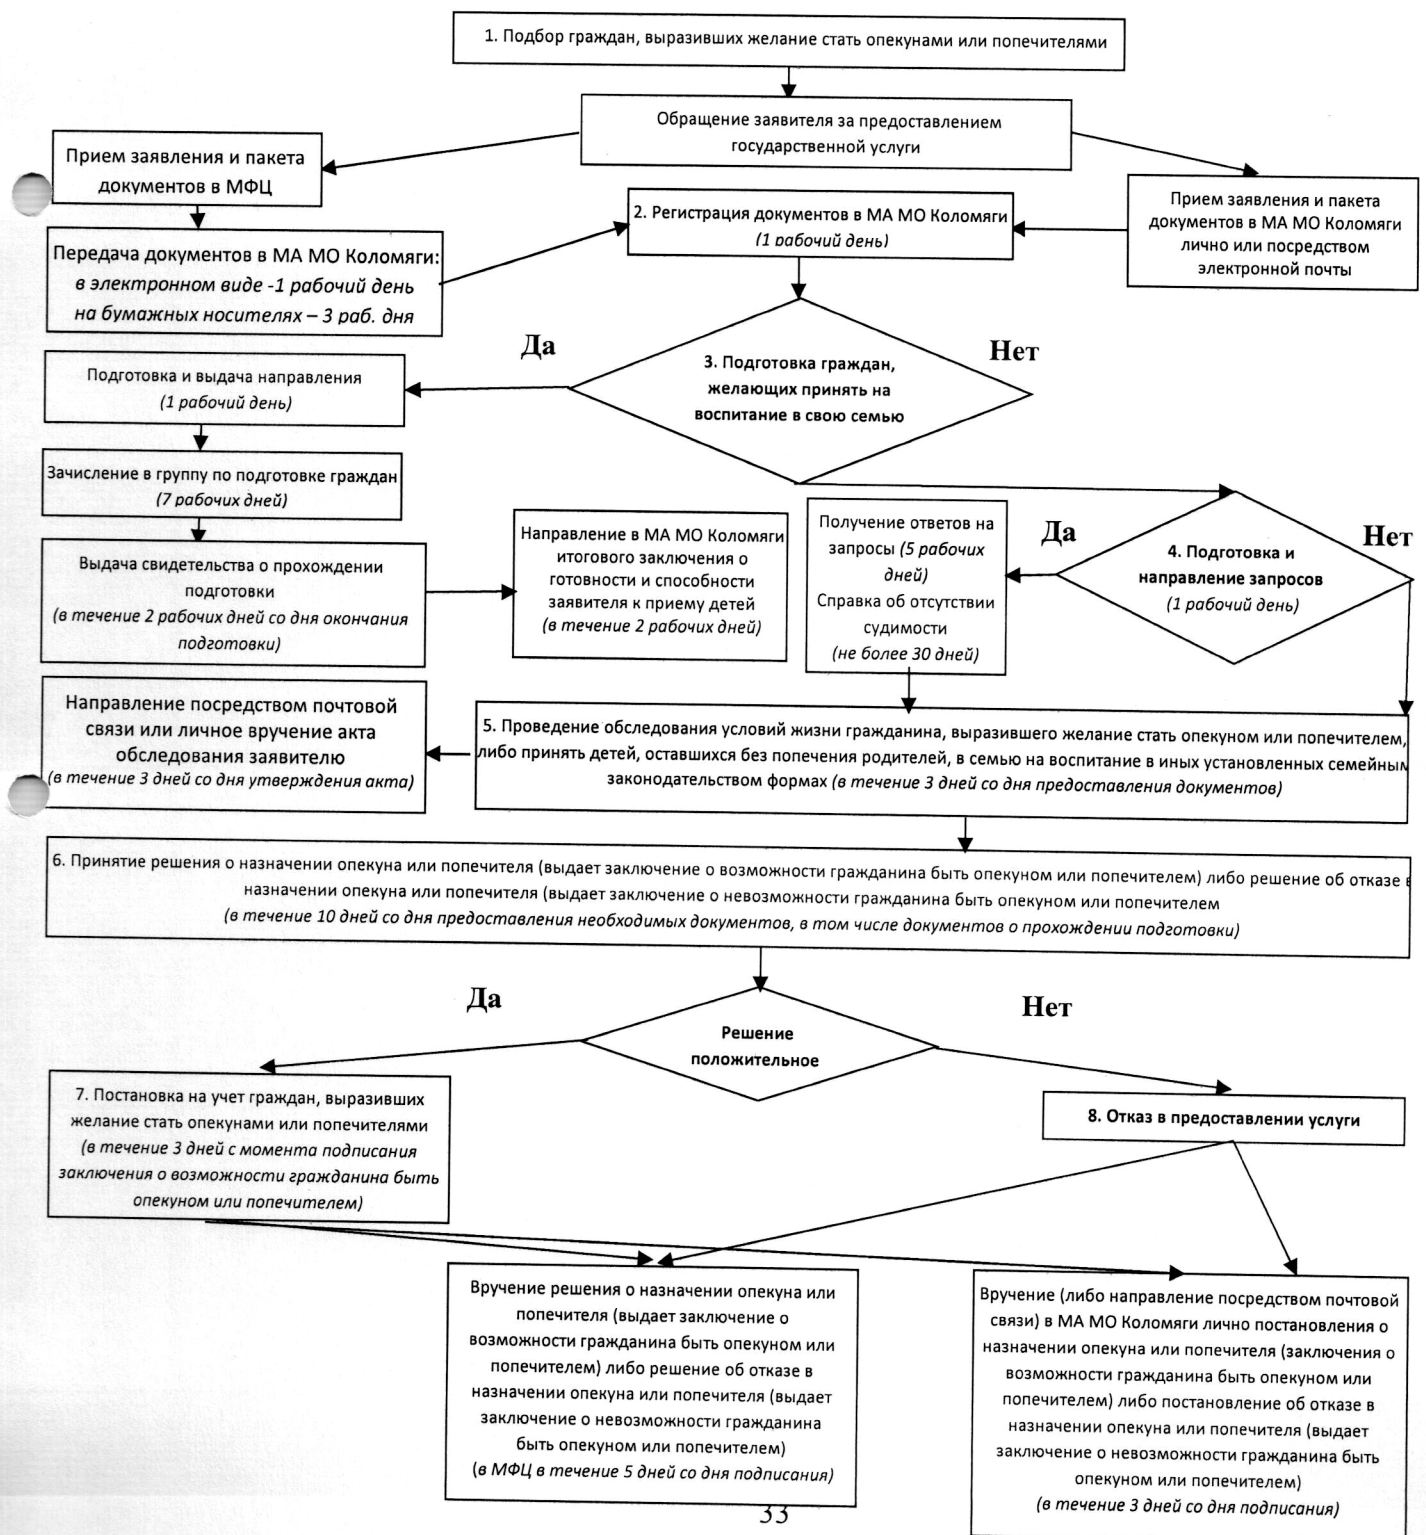 1. Подбор граждан, выразивших желание стать опекунами или попечителями
Обращение заявителя за предоставлением
государственной услуги
Прием заявления и пакета
документов в МФЦ
Прием заявления и пакета
документов в МА МО Коломяги
лично или посредством
электронной почты
2. Регистрация документов в МА МО Коломяги
(1 рабочий день)
Передача документов в МА МО Коломяги:
в электронном виде -1 рабочий день
на бумажных носителях – 3 раб. дня
Да
Нет
3. Подготовка граждан,
желающих принять на
воспитание в свою семью
Подготовка и выдача направления
(1 рабочий день)
Зачисление в группу по подготовке граждан
(7 рабочих дней)
Выдача свидетельства о прохождении
подготовки
(в течение 2 рабочих дней со дня окончания
подготовки)
Направление в МА МО Коломяги
итогового заключения о
готовности и способности
заявителя к приему детей
(в течение 2 рабочих дней)
Получение ответов на
запросы (5 рабочих
дней)
Справка об отсутствии
судимости
(не более 30 дней)
Да
Нет
4. Подготовка и
направление запросов
(1 рабочий день)
Направление посредством почтовой
связи или личное вручение акта
обследования заявителю
(в течение 3 дней со дня утверждения акта)
5. Проведение обследования условий жизни гражданина, выразившего желание стать опекуном или попечителем,
либо принять детей, оставшихся без попечения родителей, в семью на воспитание в иных установленных семейным
законодательством формах (в течение 3 дней со дня предоставления документов)
6. Принятие решения о назначении опекуна или попечителя (выдает заключение о возможности гражданина быть опекуном или попечителем) либо решение об отказе в
назначении опекуна или попечителя (выдает заключение о невозможности гражданина быть опекуном или попечителем
(в течение 10 дней со дня предоставления необходимых документов, в том числе документов о прохождении подготовки)
Да
Нет
Решение
положительное
7. Постановка на учет граждан, выразивших
желание стать опекунами или попечителями
(в течение 3 дней с момента подписания
заключения о возможности гражданина быть
опекуном или попечителем)
8. Отказ в предоставлении услуги
Вручение решения о назначении опекуна или
попечителя (выдает заключение о
возможности гражданина быть опекуном или
попечителем) либо решение об отказе в
назначении опекуна или попечителя (выдает
заключение о невозможности гражданина
быть опекуном или попечителем)
(в МФЦ в течение 5 дней со дня подписания)
Вручение (либо направление посредством почтовой
связи) в МА МО Коломяги лично постановления о
назначении опекуна или попечителя (заключения о
возможности гражданина быть опекуном или
попечителем) либо постановление об отказе в
назначении опекуна или попечителя (выдает
заключение о невозможности гражданина быть
опекуном или попечителем)
(в течение 3 дней со дня подписания)
33